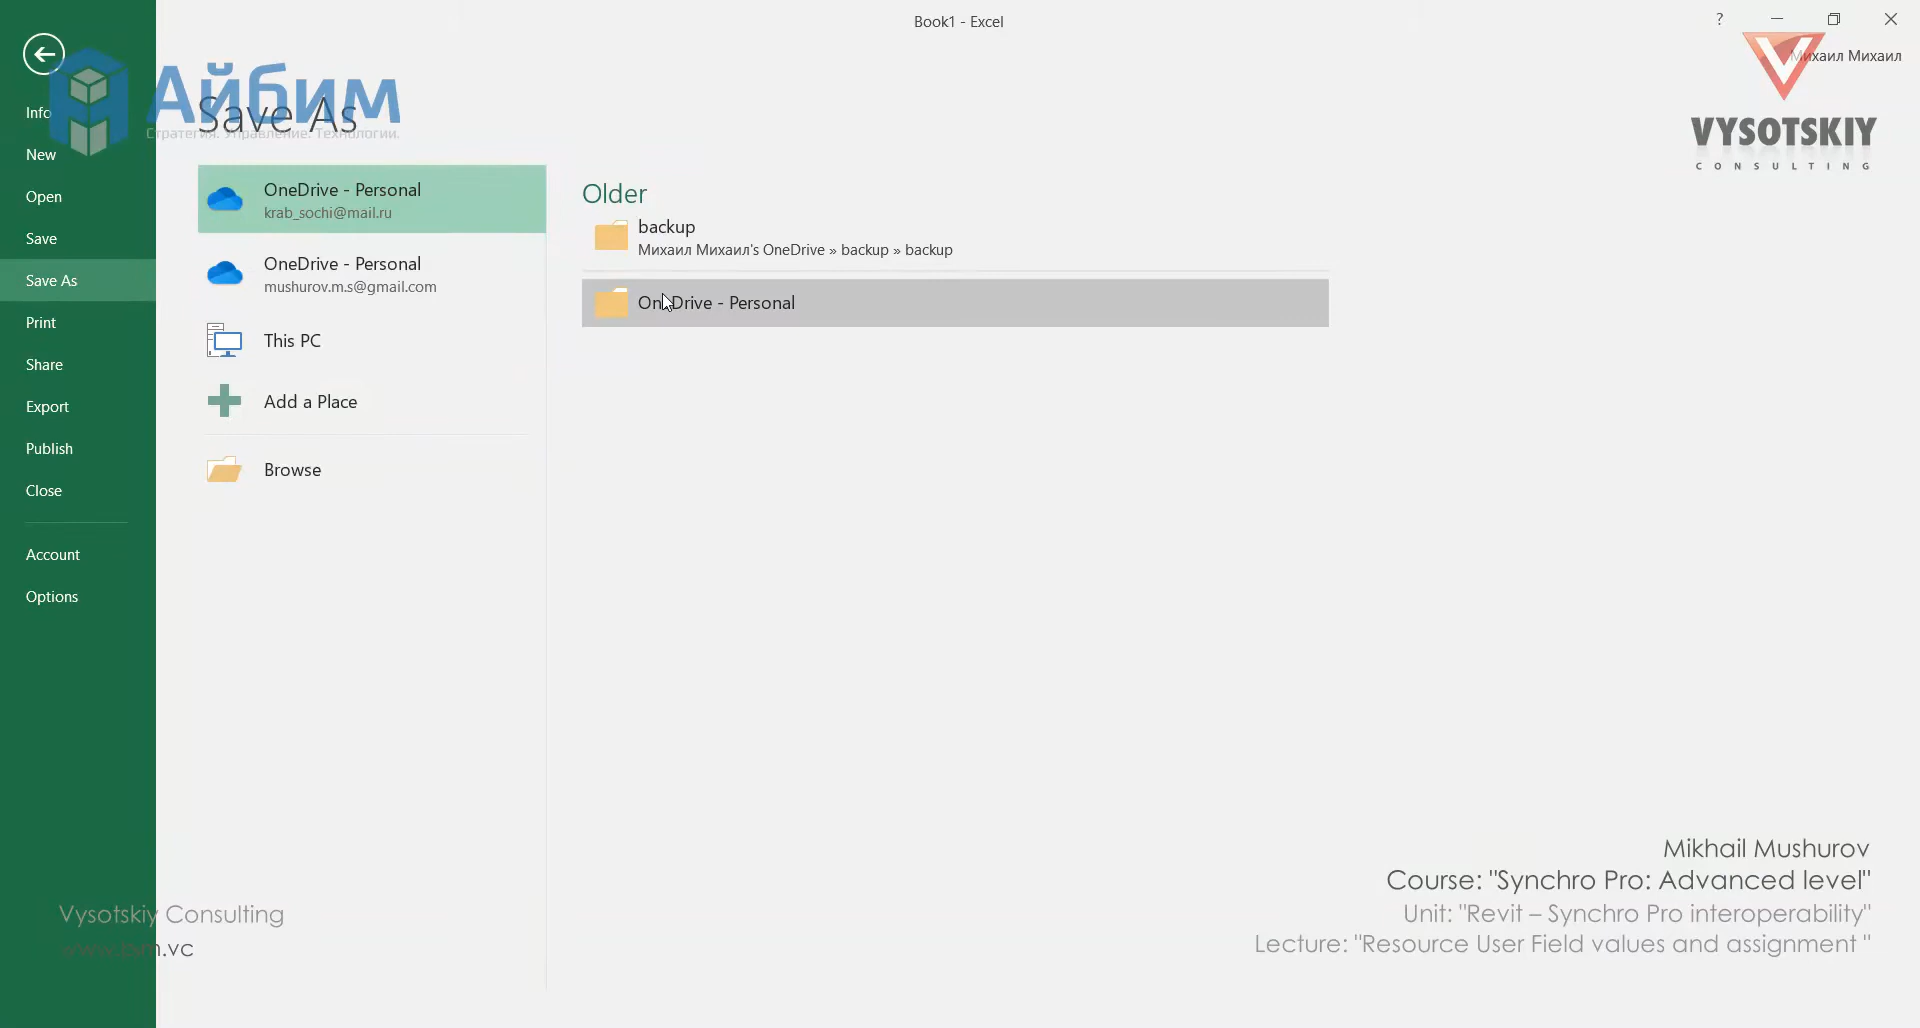 Book1 - Excel
?
Михаил Михаил
Айбим
Стратегия. Управление. Технологии.
VYSOTSKIY
CONSULTING
Info
New
Open
Save
Save As
Print
Share
Export
Publish
Close
Account
Options
Save As
OneDrive - Personal
krab_sochi@mail.ru
OneDrive - Personal
mushurov.m.s@gmail.com
This PC
Add a Place
Browse
Older
backup
Михаил Михаил's OneDrive » backup » backup
OneDrive - Personal
Mikhail Mushurov
Course: "Synchro Pro: Advanced level"
Unit: "Revit – Synchro Pro interoperability"
Lecture: "Resource User Field values and assignment "
Vysotskiy Consulting